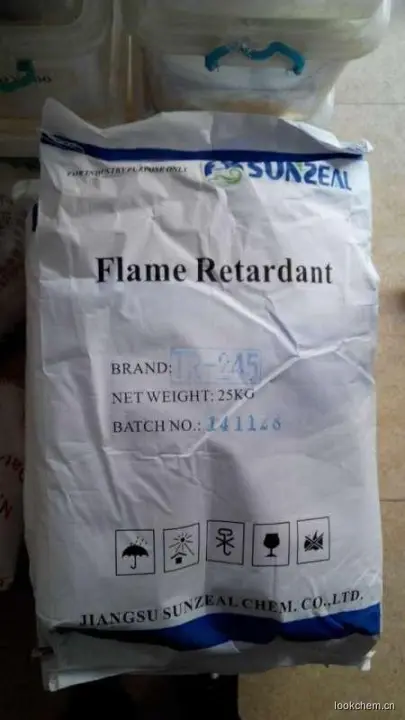 FOR INDUSTRY PURPOSE ONLY
SUNZEAL
Flame Retardant
BRAND: TR-245
NET WEIGHT: 25KG
BATCH NO.: 141126
JIANGSU SUNZEAL CHEM. CO.,LTD.
lookchem.cn